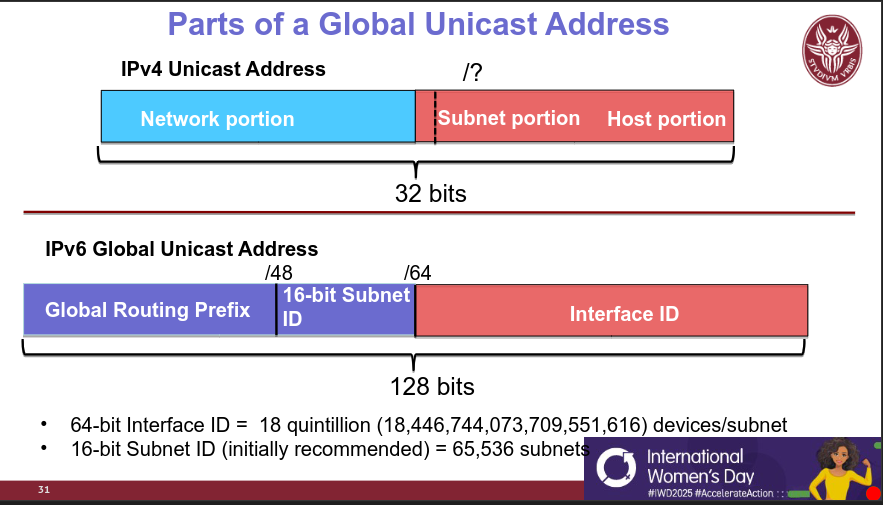 Parts of a Global Unicast Address
IPv4 Unicast Address
/?
Network portion
Subnet portion
Host portion
32 bits
IPv6 Global Unicast Address
/48
/64
Global Routing Prefix
16-bit Subnet
ID
Interface ID
128 bits
• 64-bit Interface ID = 18 quintillion (18,446,744,073,709,551,616) devices/subnet
• 16-bit Subnet ID (initially recommended) = 65,536 subnets
International
Women's Day
#IWD2025 #AccelerateAction
31
STVDIVM VRBIS